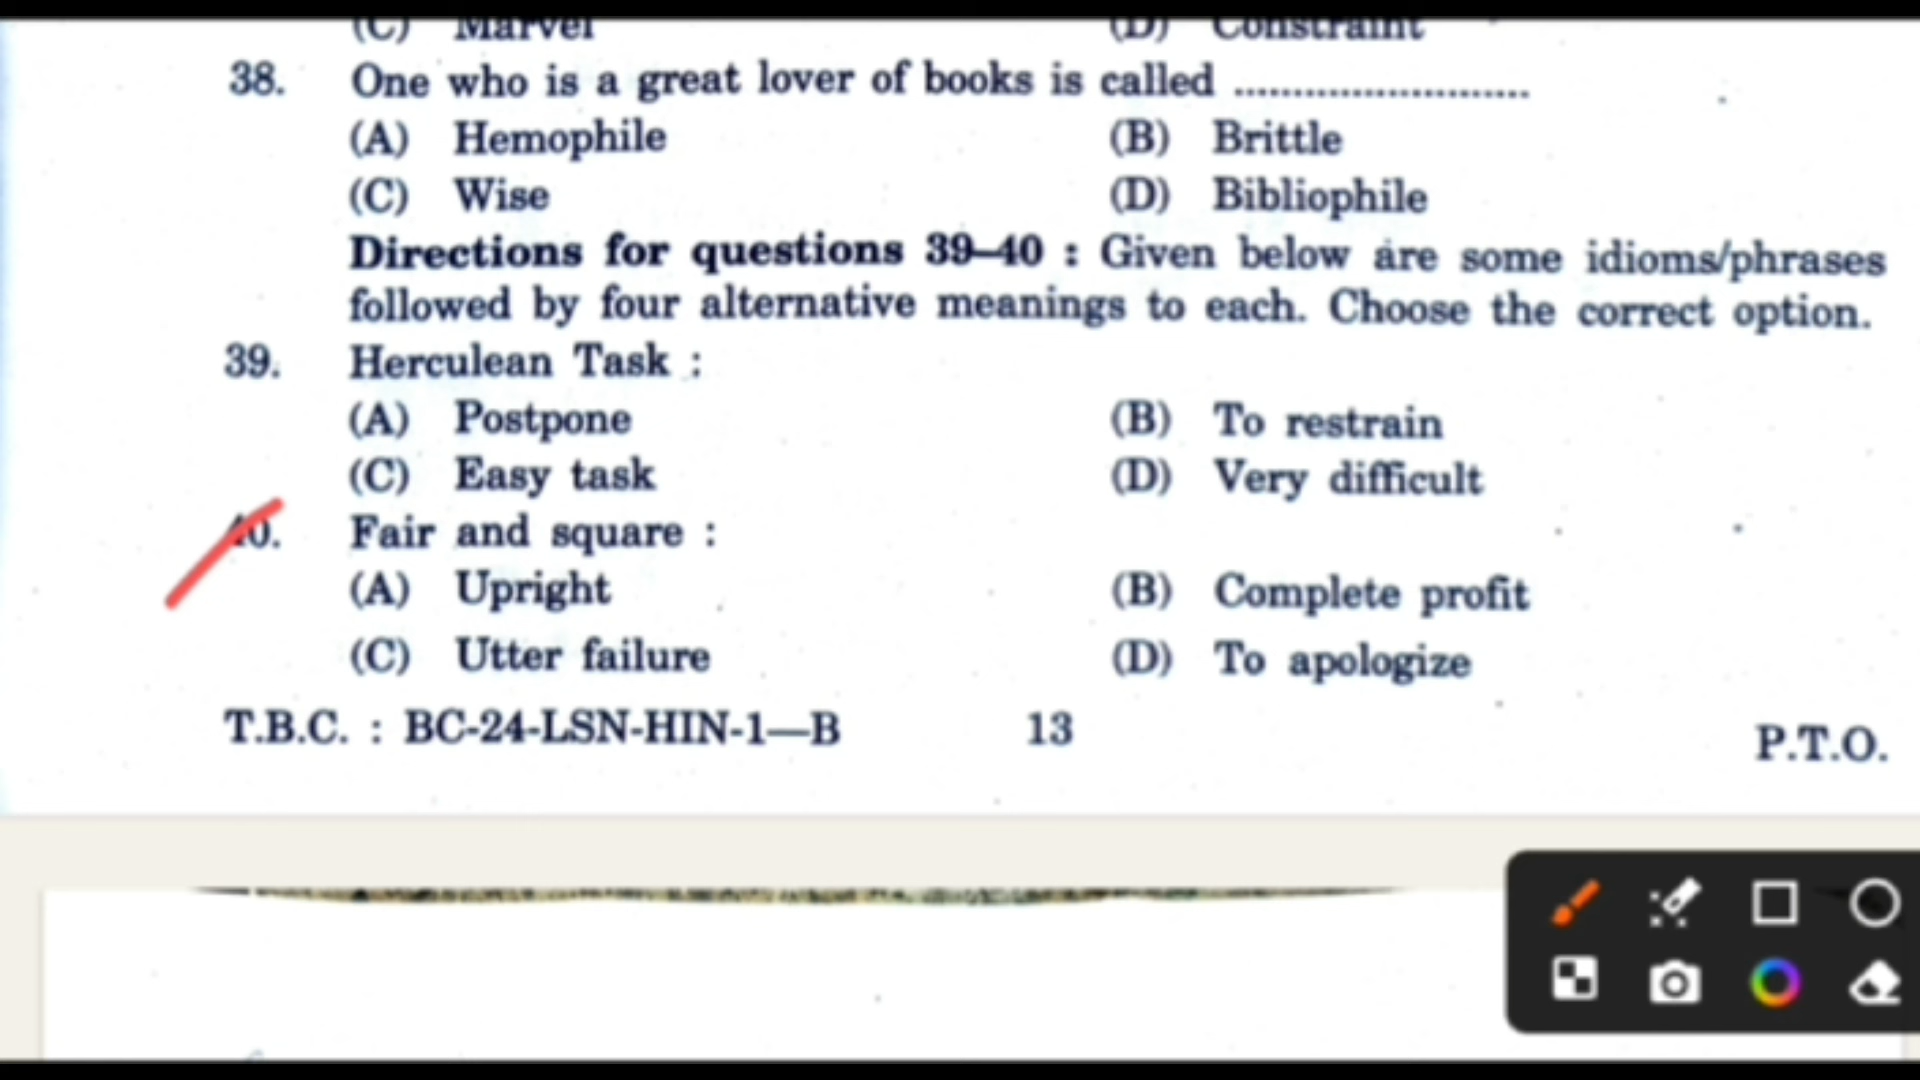 (C) Marvel (D) Constraint
38. One who is a great lover of books is called .........................
(A) Hemophile (B) Brittle
(C) Wise (D) Bibliophile
Directions for questions 39–40 : Given below are some idioms/phrases
followed by four alternative meanings to each. Choose the correct option.
39. Herculean Task :
(A) Postpone (B) To restrain
(C) Easy task (D) Very difficult
40. Fair and square :
(A) Upright (B) Complete profit
(C) Utter failure (D) To apologize
T.B.C. : BC-24-LSN-HIN-1—B 13 P.T.O.